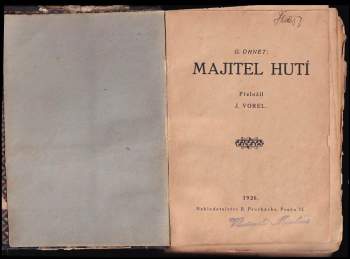 G. OHNET:
MAJITEL HUTÍ
Přeložil
J. VOREL.
1926.
Nakladatelství B. Procházka, Praha II.